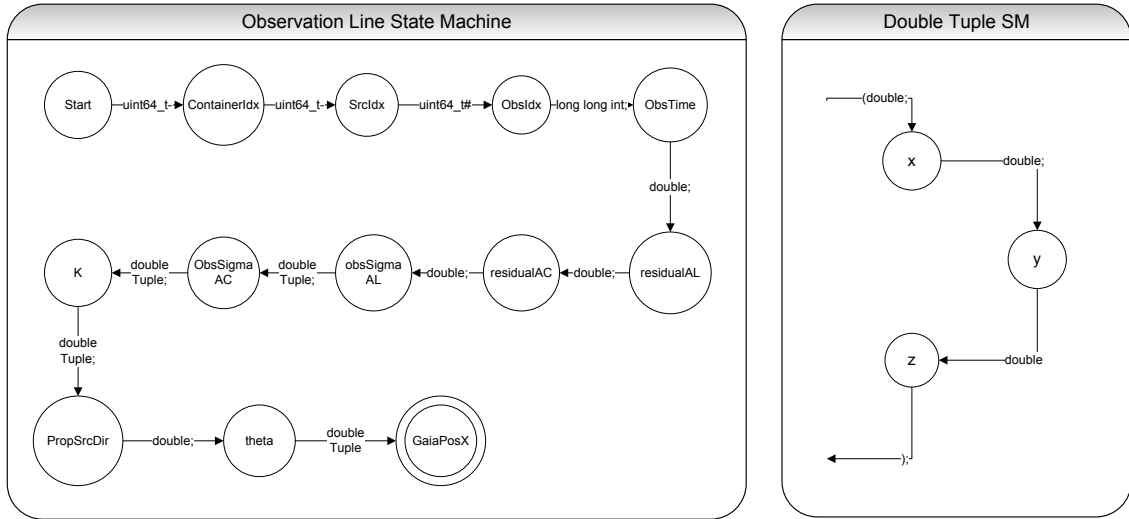 Observation Line State Machine
Start
uint64_t-
ContainerIdx
uint64_t-
SrcIdx
uint64_t#
ObsIdx
long long int;
ObsTime
double;
residualAL
double;
residualAC
double;
obsSigma
AL
double
Tuple;
ObsSigma
AC
double
Tuple;
K
double
Tuple;
PropSrcDir
double;
theta
double
Tuple
GaiaPosX
Double Tuple SM
(double;
x
double;
y
double
z
);